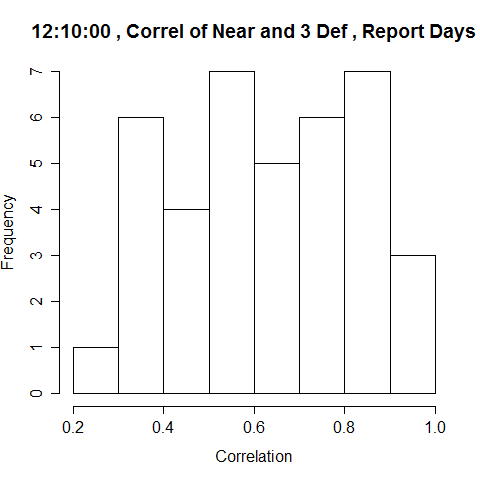 12:10:00 , Correl of Near and 3 Def , Report Days
Frequency
7
6
5
4
3
2
1
0
0.2 0.4 0.6 0.8 1.0
Correlation